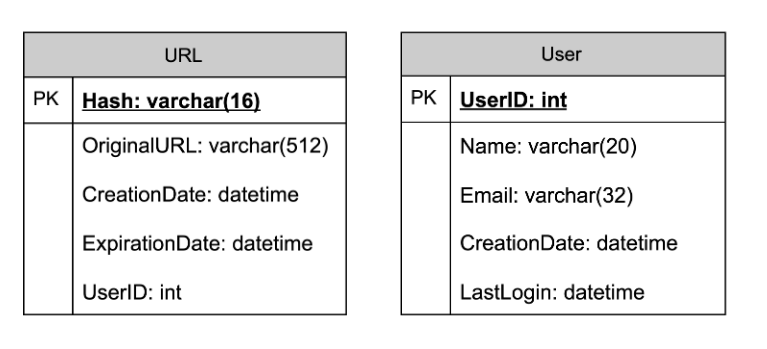 URL
PK Hash: varchar(16)
OriginalURL: varchar(512)
CreationDate: datetime
ExpirationDate: datetime
UserID: int
User
PK UserID: int
Name: varchar(20)
Email: varchar(32)
CreationDate: datetime
LastLogin: datetime